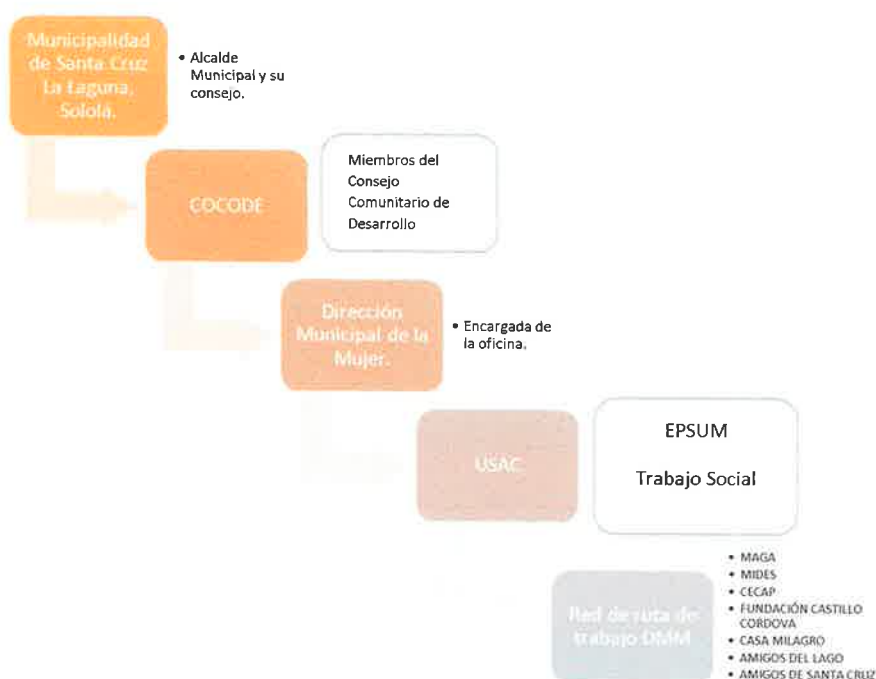 Municipalidad
de Santa Cruz
La Laguna,
Sololá.
• Alcalde
Municipal y su
consejo.
COCODE
Miembros del
Consejo
Comunitario de
Desarrollo
Dirección
Municipal de la
Mujer.
• Encargada de
la oficina.
USAC
EPSUM
Trabajo Social
Red de ruta de
trabajo DMM
• MAGA
• MIDES
• CECAP
• FUNDACIÓN CASTILLO
CORDOVA
• CASA MILAGRO
• AMIGOS DEL LAGO
• AMIGOS DE SANTA CRUZ